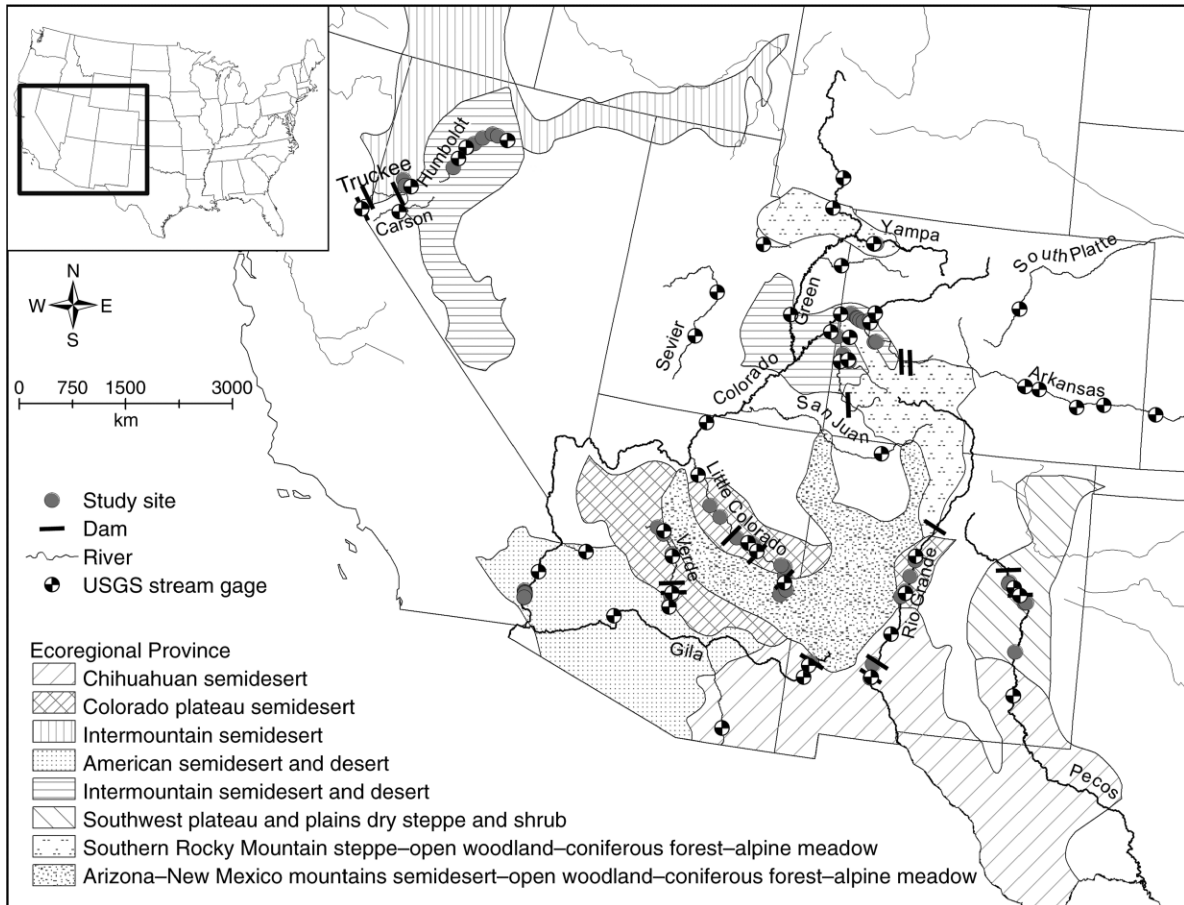 N
W E
S
0 750 1500 3000
km
Study site
Dam
River
USGS stream gage
Ecoregional Province
Chihuahuan semidesert
Colorado plateau semidesert
Intermountain semidesert
American semidesert and desert
Intermountain semidesert and desert
Southwest plateau and plains dry steppe and shrub
Southern Rocky Mountain steppe–open woodland–coniferous forest–alpine meadow
Arizona–New Mexico mountains semidesert–open woodland–coniferous forest–alpine meadow
Truckee
Humboldt
Carson
Yampa
South Platte
Green
Sevier
Colorado
Arkansas
San Juan
Little Colorado
Verde
Rio Grande
Gila
Pecos